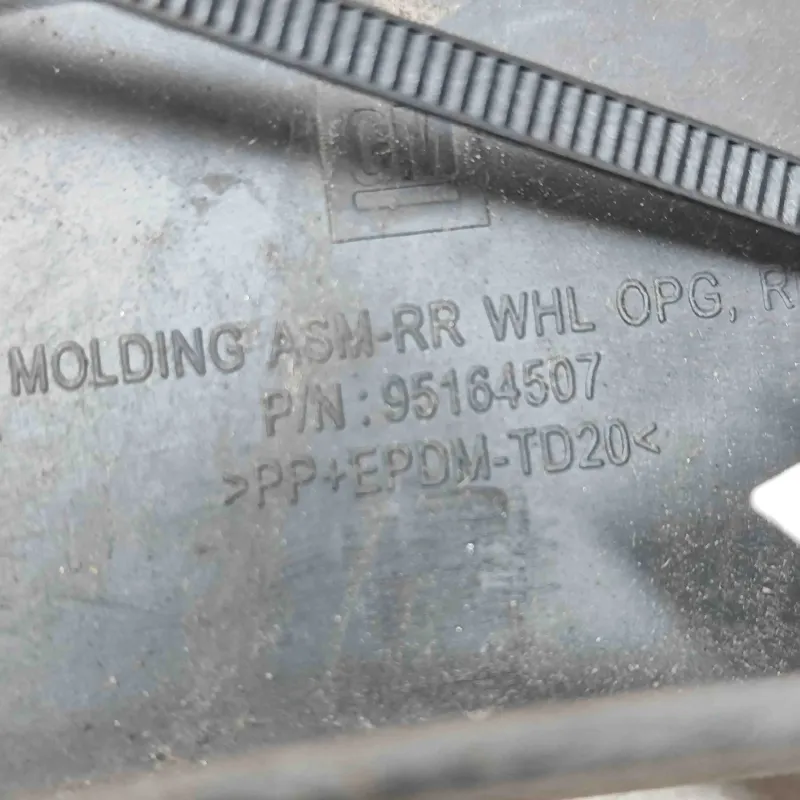 GM
MOLDING ASM-RR WHL OPG,
P/N : 95164507
>PP+EPDM-TD20<